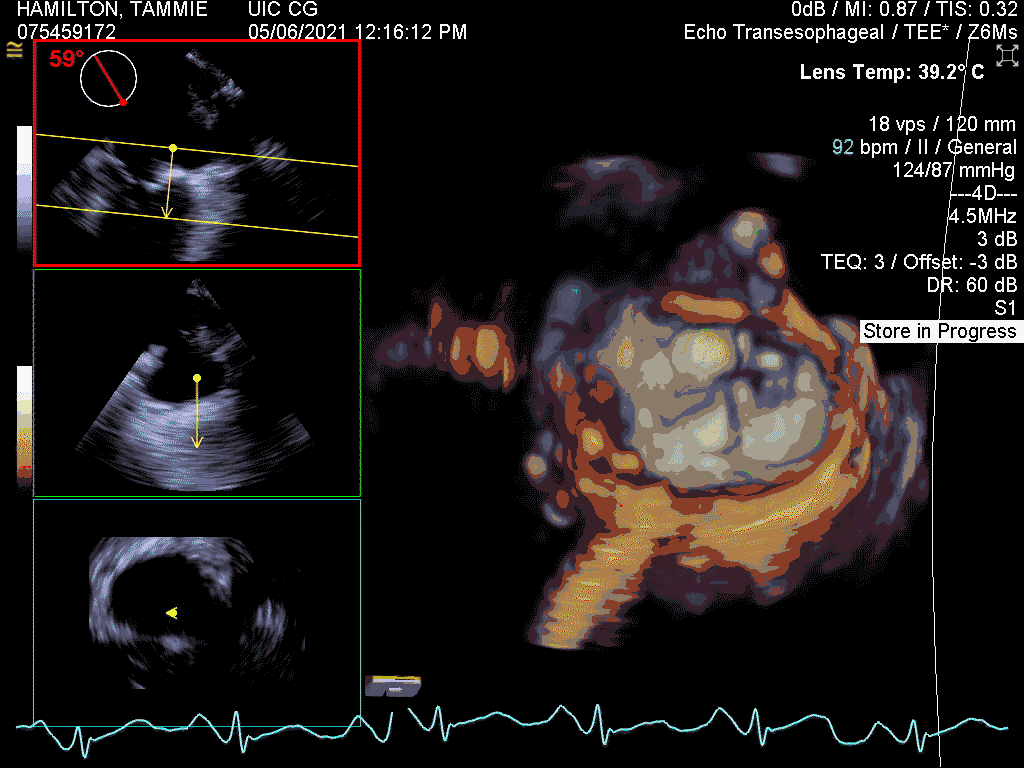 HAMILTON, TAMMIE UIC CG 0dB / MI: 0.87 / TIS: 0.32
075459172 05/06/2021 12:16:12 PM Echo Transesophageal / TEE* / Z6Ms
59°
Lens Temp: 39.2° C
18 vps / 120 mm
92 bpm / II / General
124/87 mmHg
---4D---
4.5MHz
3 dB
TEQ: 3 / Offset: -3 dB
DR: 60 dB
S1
Store in Progress